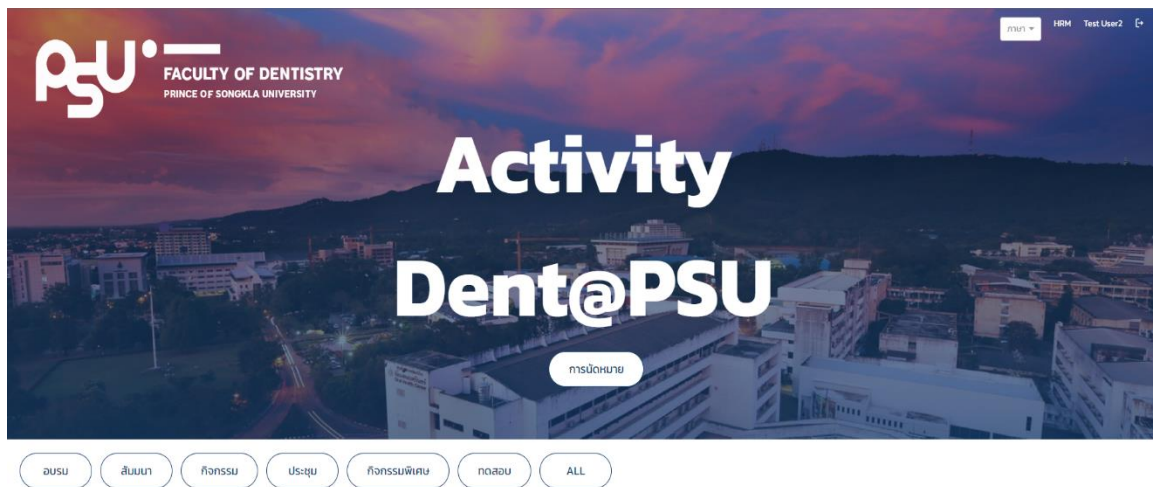 ภาษา
HRM
Test User2
PSU
FACULTY OF DENTISTRY
PRINCE OF SONGKLA UNIVERSITY
Activity
Dent@PSU
การนัดหมาย
อบรม
สัมมนา
กิจกรรม
ประชุม
กิจกรรมพิเศษ
ทดสอบ
ALL